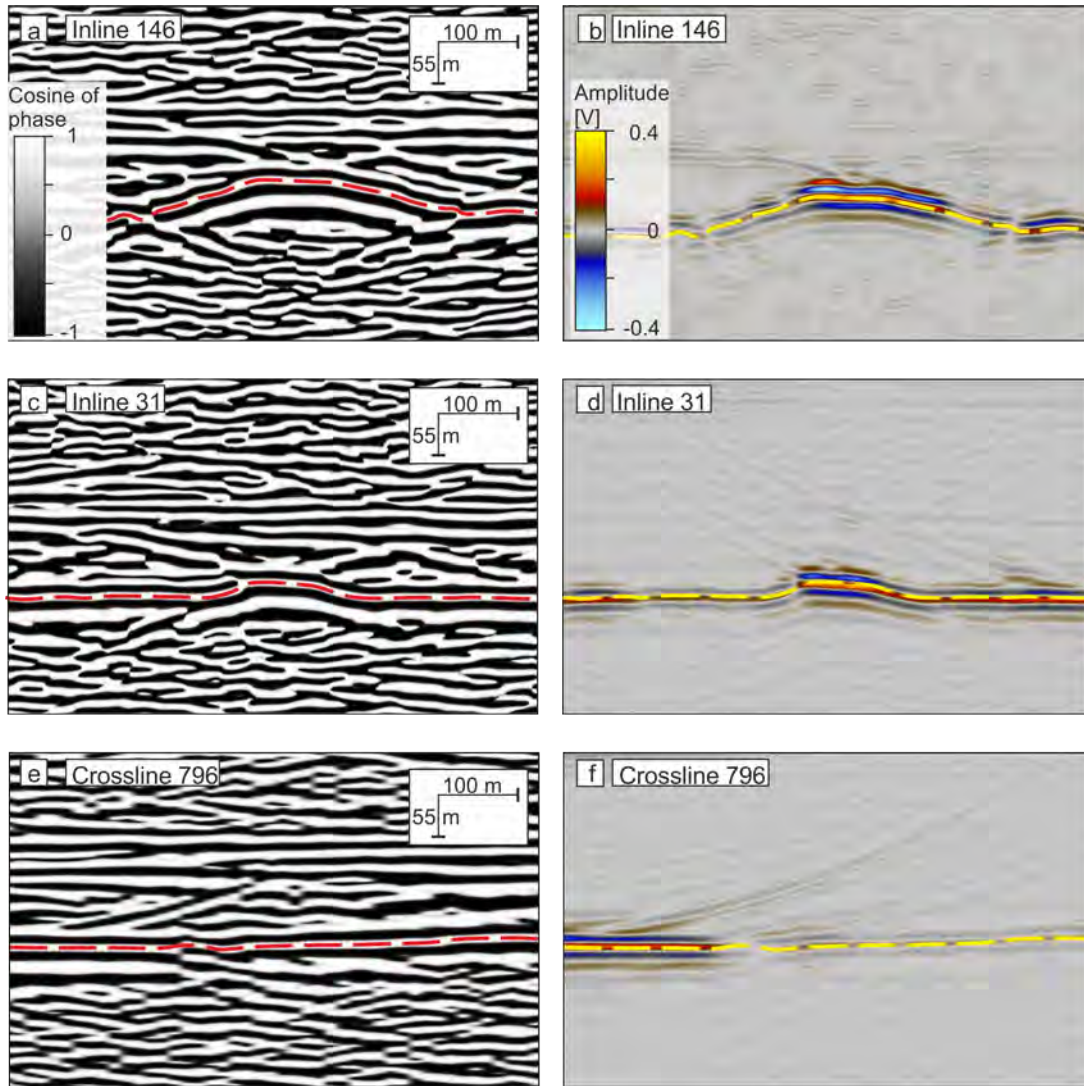 a Inline 146
100 m
55 m
Cosine of
phase
1
0
-1
b Inline 146
Amplitude
[V]
0.4
0
-0.4
c Inline 31
100 m
55 m
d Inline 31
e Crossline 796
100 m
55 m
f Crossline 796